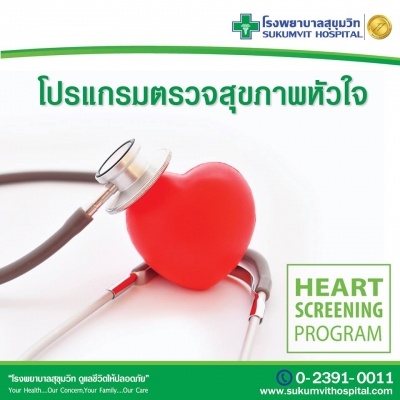 โรงพยาบาลสุขุมวิท
SUKUMVIT HOSPITAL
โปรแกรมตรวจสุขภาพหัวใจ
HEART
SCREENING
PROGRAM
“โรงพยาบาลสุขุมวิท ดูแลชีวิตให้ปลอดภัย”
Your Health...Our Concern,Your Family...Our Care
0-2391-0011
www.sukumvithospital.com